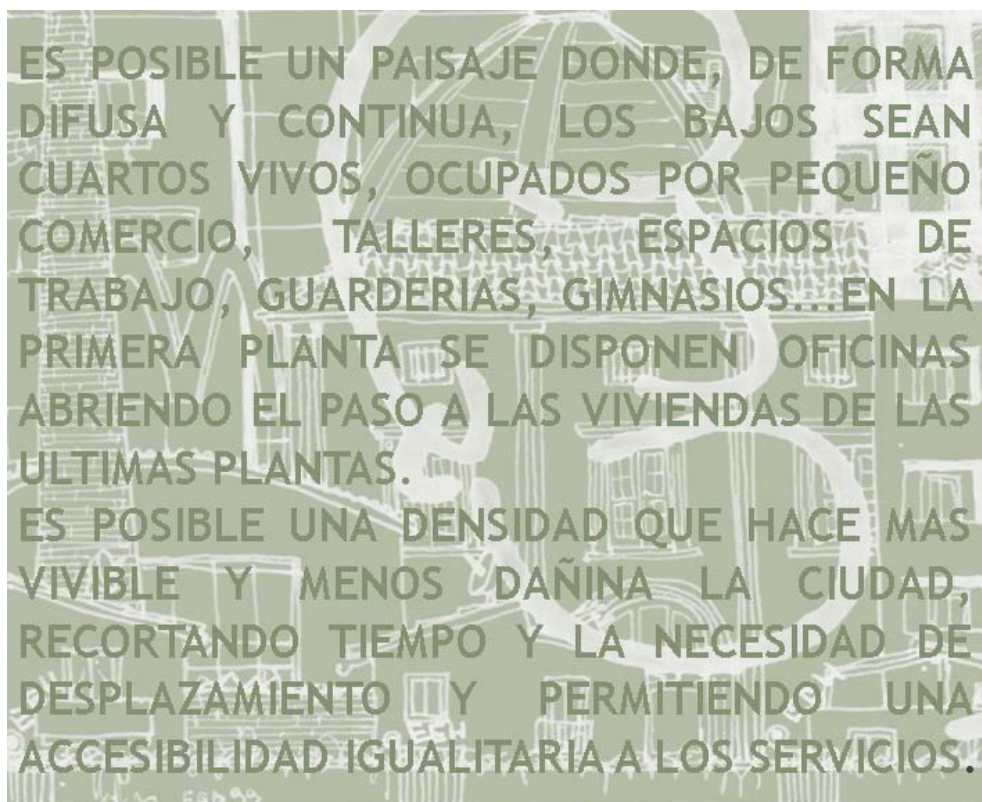 ES POSIBLE UN PAISAJE DONDE, DE FORMA
DIFUSA Y CONTINUA, LOS BAJOS SEAN
CUARTOS VIVOS, OCUPADOS POR PEQUEÑO
COMERCIO, TALLERES, ESPACIOS DE
TRABAJO, GUARDERIAS, GIMNASIOS...EN LA
PRIMERA PLANTA SE DISPONEN OFICINAS
ABRIENDO EL PASO A LAS VIVIENDAS DE LAS
ULTIMAS PLANTAS.
ES POSIBLE UNA DENSIDAD QUE HACE MAS
VIVIBLE Y MENOS DAÑINA LA CIUDAD,
RECORTANDO TIEMPO Y LA NECESIDAD DE
DESPLAZAMIENTO Y PERMITIENDO UNA
ACCESIBILIDAD IGUALITARIA A LOS SERVICIOS.